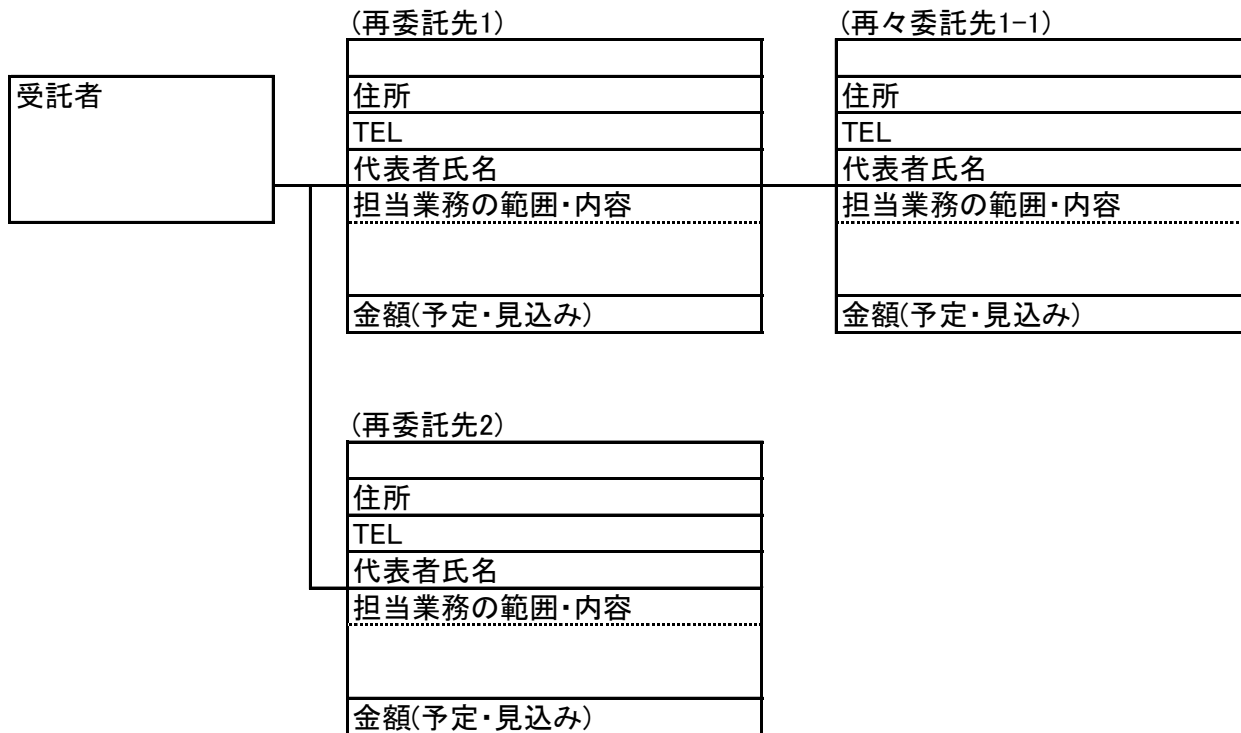 (再委託先1)
(再々委託先1-1)
受託者
住所
住所
TEL
TEL
代表者氏名
代表者氏名
担当業務の範囲・内容
担当業務の範囲・内容
金額(予定・見込み)
金額(予定・見込み)
(再委託先2)
住所
TEL
代表者氏名
担当業務の範囲・内容
金額(予定・見込み)